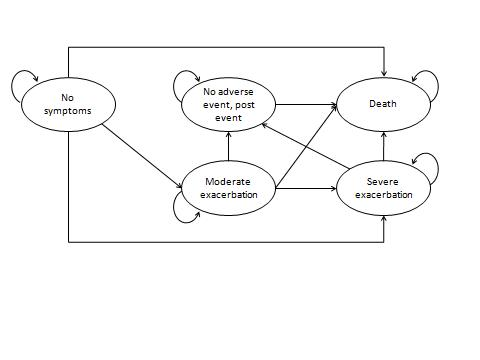 No
symptoms
No adverse
event, post
event
Death
Moderate
exacerbation
Severe
exacerbation